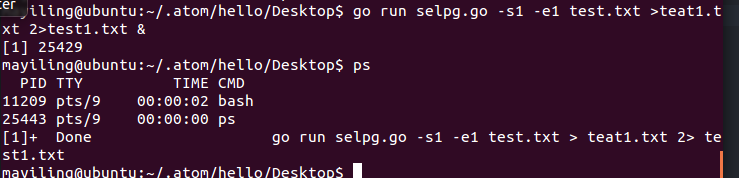 ter
mayiling@ubuntu:~/.atom/hello/Desktop$ go run selpg.go -s1 -e1 test.txt >teat1.t
xt 2>test1.txt &
[1] 25429
mayiling@ubuntu:~/.atom/hello/Desktop$ ps
  PID TTY          TIME CMD
11209 pts/9    00:00:02 bash
25443 pts/9    00:00:00 ps
[1]+  Done                    go run selpg.go -s1 -e1 test.txt > teat1.txt 2> te
st1.txt
mayiling@ubuntu:~/.atom/hello/Desktop$